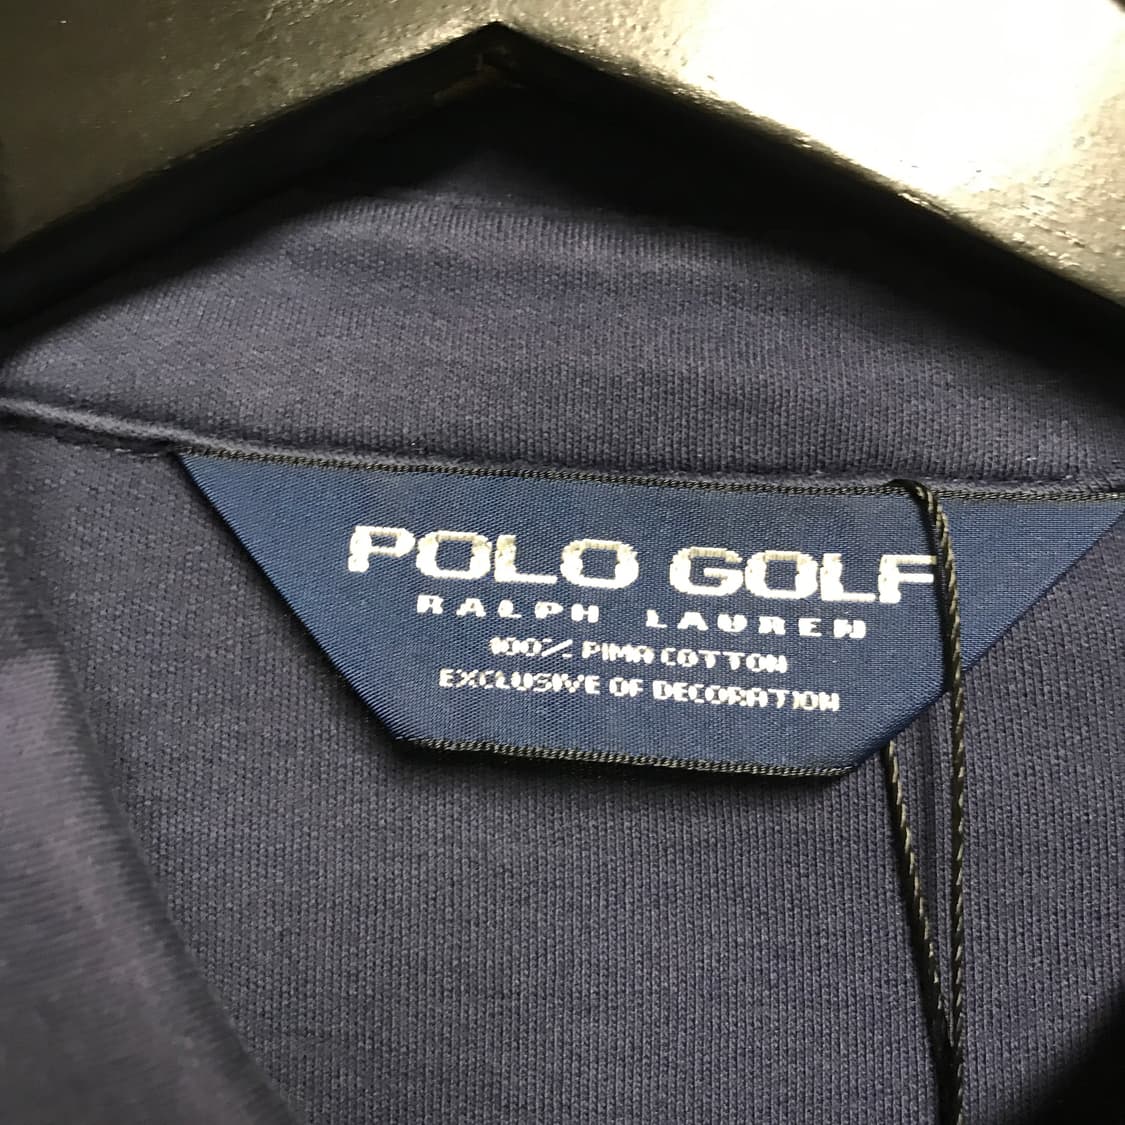 POLO GOLF
RALPH LAUREN
100% PIMA COTTON
EXCLUSIVE OF DECORATION